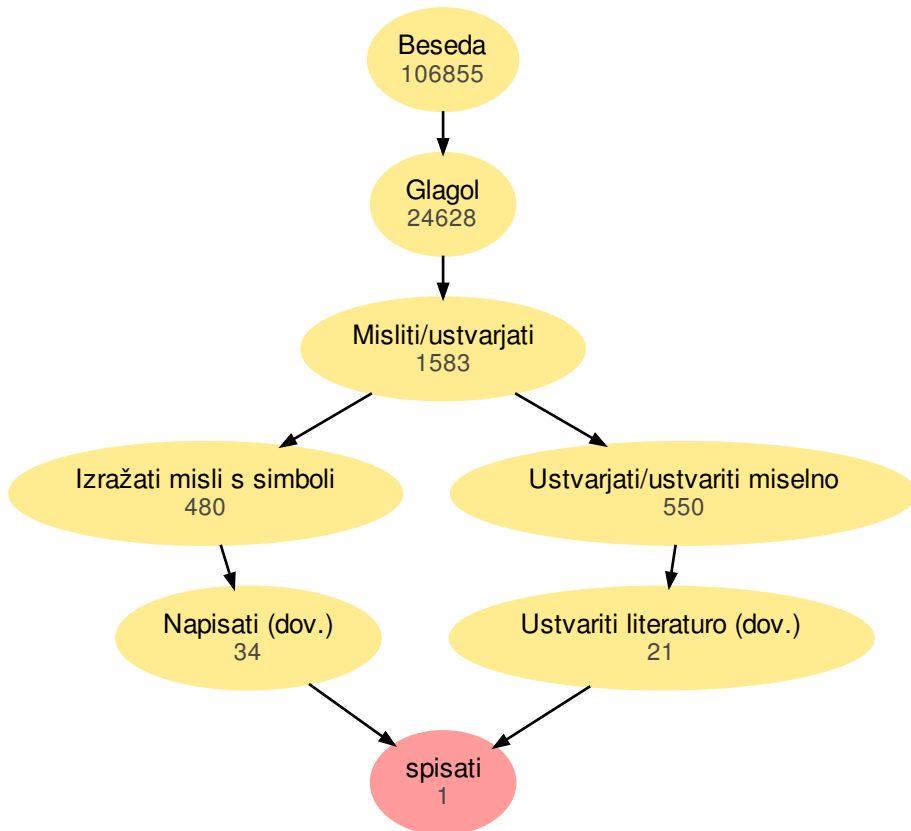 Beseda
106855
Glagol
24628
Misliti/ustvarjati
1583
Izražati misli s simboli
480
Ustvarjati/ustvariti miselno
550
Napisati (dov.)
34
Ustvariti literaturo (dov.)
21
spisati
1